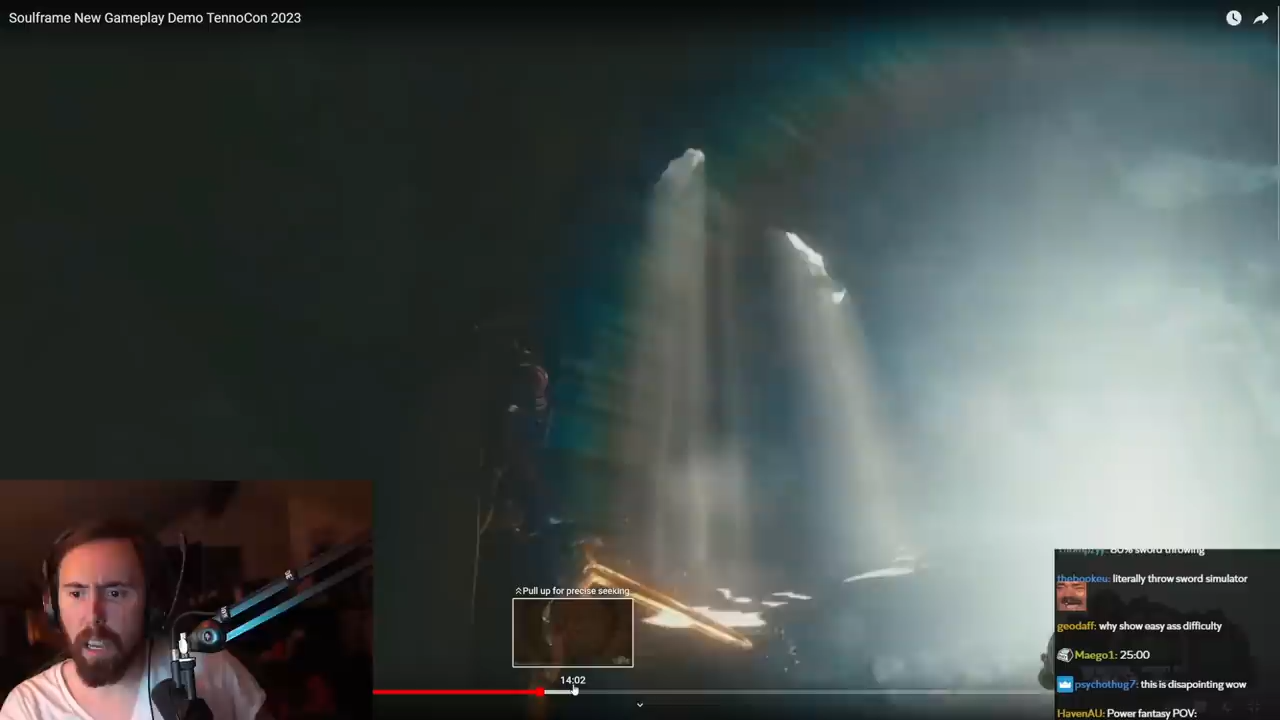 Soulframe New Gameplay Demo TennoCon 2023
Pull up for precise seeking
14:02
Thompzyy: 80% sword throwing
thebookeu: literally throw sword simulator
geodaff: why show easy ass difficulty
Maego1: 25:00
psychothug7: this is disapointing wow
HavenAU: Power fantasy POV: